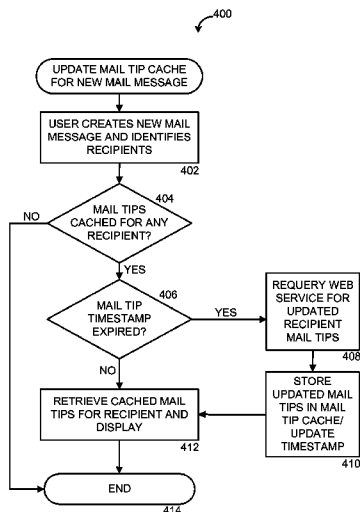 400
UPDATE MAIL TIP CACHE
FOR NEW MAIL MESSAGE
USER CREATES NEW MAIL
MESSAGE AND IDENTIFIES
RECIPIENTS
402
404
NO
MAIL TIPS
CACHED FOR ANY
RECIPIENT?
YES
406
MAIL TIP
TIMESTAMP
EXPIRED?
YES
REQUERY WEB
SERVICE FOR
UPDATED
RECIPIENT
MAIL TIPS
408
NO
STORE
UPDATED MAIL
TIPS IN MAIL
TIP CACHE/
UPDATE
TIMESTAMP
410
RETRIEVE CACHED MAIL
TIPS FOR RECIPIENT AND
DISPLAY
412
END
414